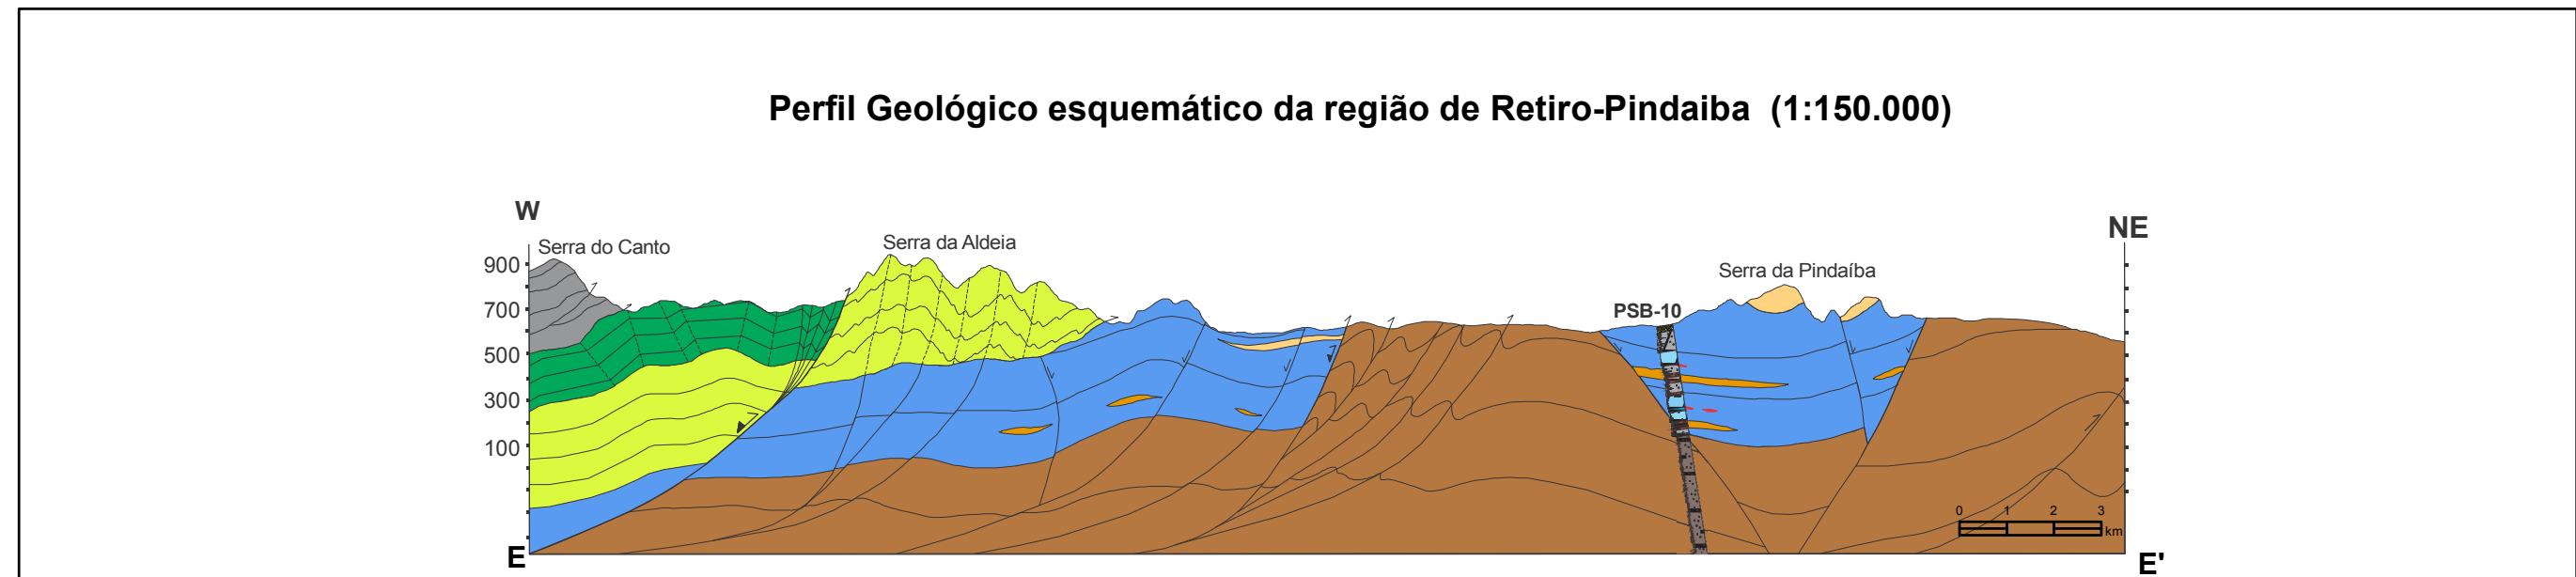 Perfil Geológico esquemático da região de Retiro-Pindaiba (1:150.000)
W
NE
Serra do Canto
Serra da Aldeia
Serra da Pindaíba
PSB-10
900
700
500
300
100
0 1 2 3
km
E
E'